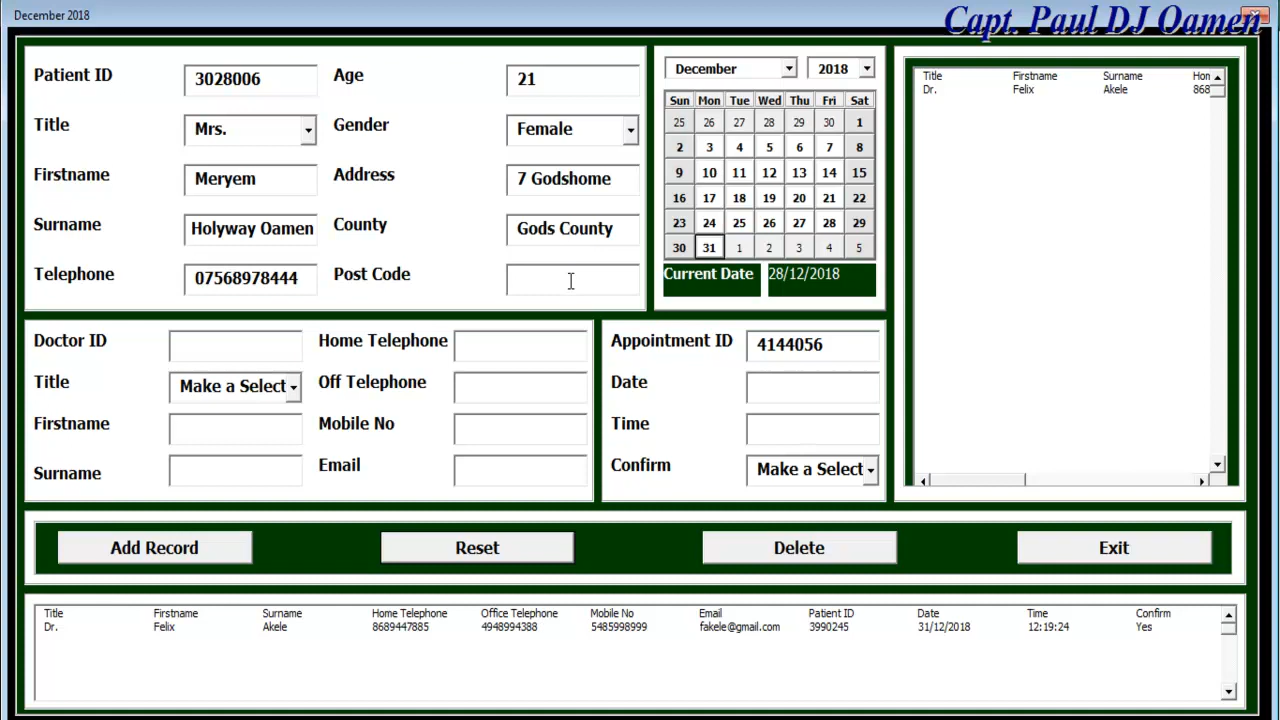 December 2018
Capt. Paul DJ Oamen
Patient ID 3028006 Age 21
Title Mrs. Gender Female
Firstname Meryem Address 7 Godshome
Surname Holyway Oamen County Gods County
Telephone 07568978444 Post Code
December 2018
Sun Mon Tue Wed Thu Fri Sat
25 26 27 28 29 30 1
2 3 4 5 6 7 8
9 10 11 12 13 14 15
16 17 18 19 20 21 22
23 24 25 26 27 28 29
30 31 1 2 3 4 5
Current Date 28/12/2018
Title Firstname Surname Hon
Dr. Felix Akele 868
Doctor ID Home Telephone
Title Make a Select Off Telephone
Firstname Mobile No
Surname Email
Appointment ID 4144056
Date
Time
Confirm Make a Select
Add Record Reset Delete Exit
Title Firstname Surname Home Telephone Office Telephone Mobile No Email Patient ID Date Time Confirm
Dr. Felix Akele 8689447885 4948994388 5485998999 fakele@gmail.com 3990245 31/12/2018 12:19:24 Yes